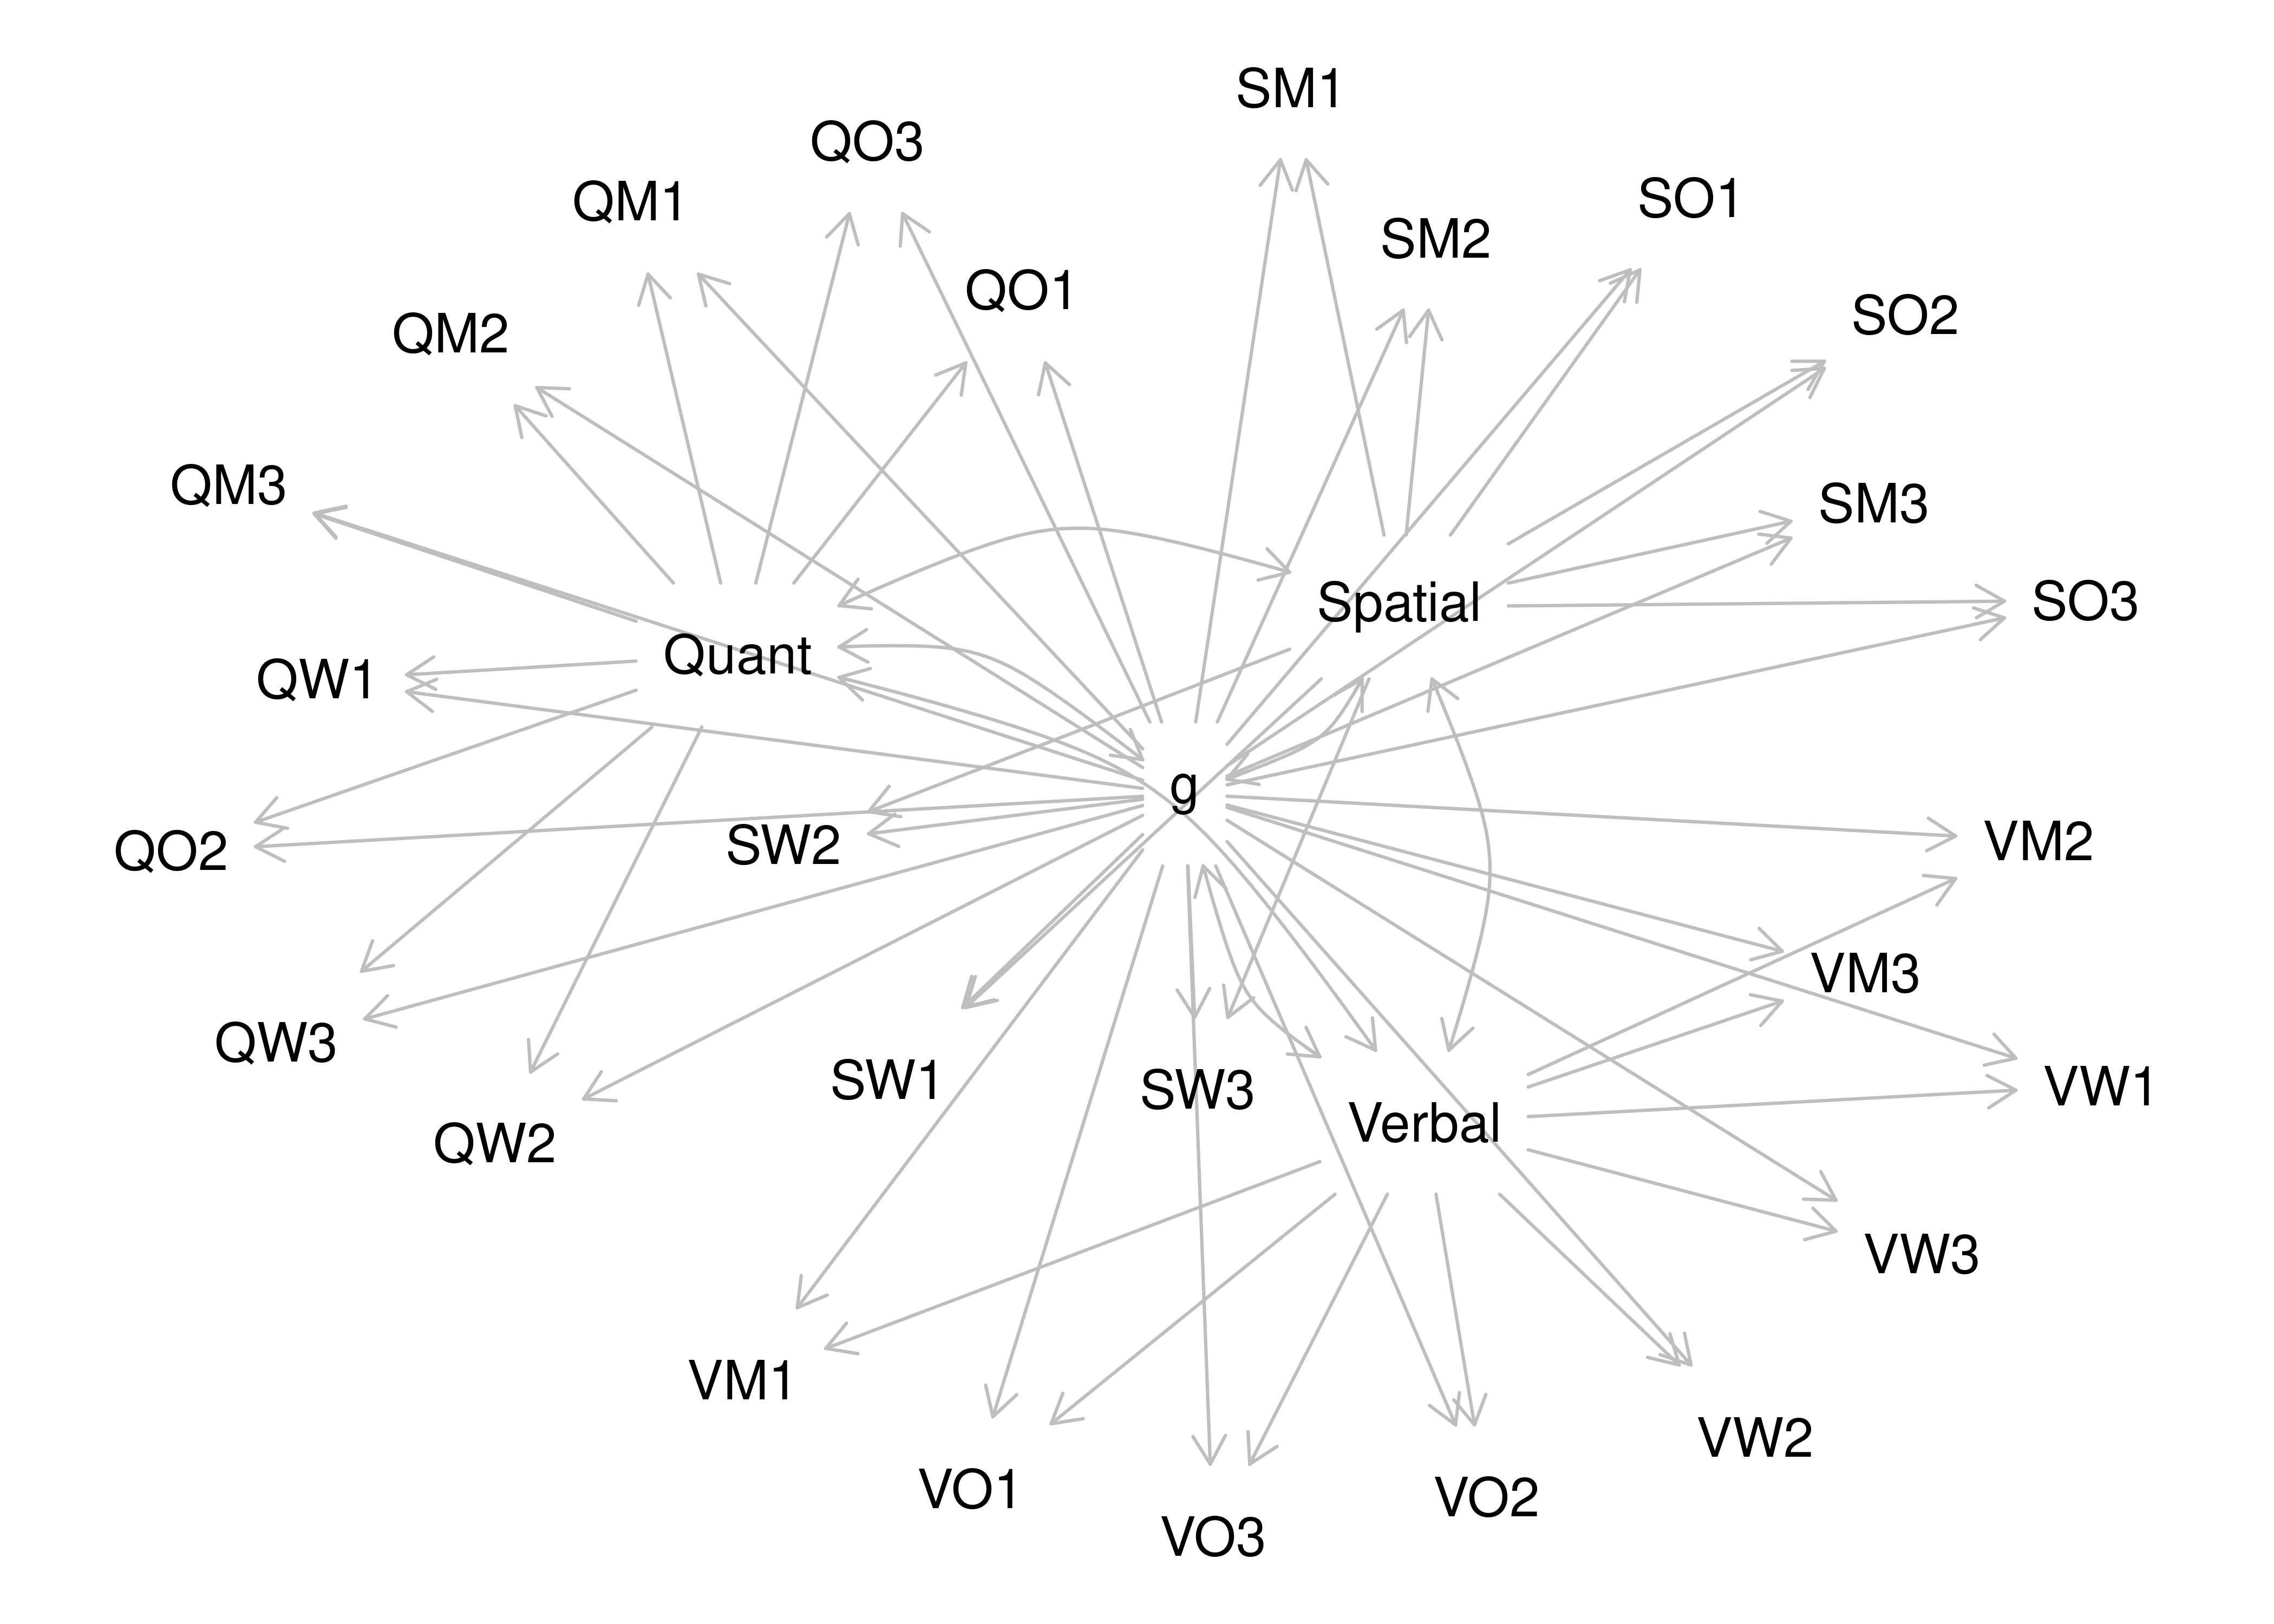 SM1
QO3
QM1
SO1
SM2
QO1
SO2
QM2
QM3
SM3
Spatial
SO3
Quant
QW1
g
VM2
SW2
QO2
VM3
QW3
SW1
SW3
VW1
Verbal
QW2
VW3
VM1
VW2
VO1
VO2
VO3